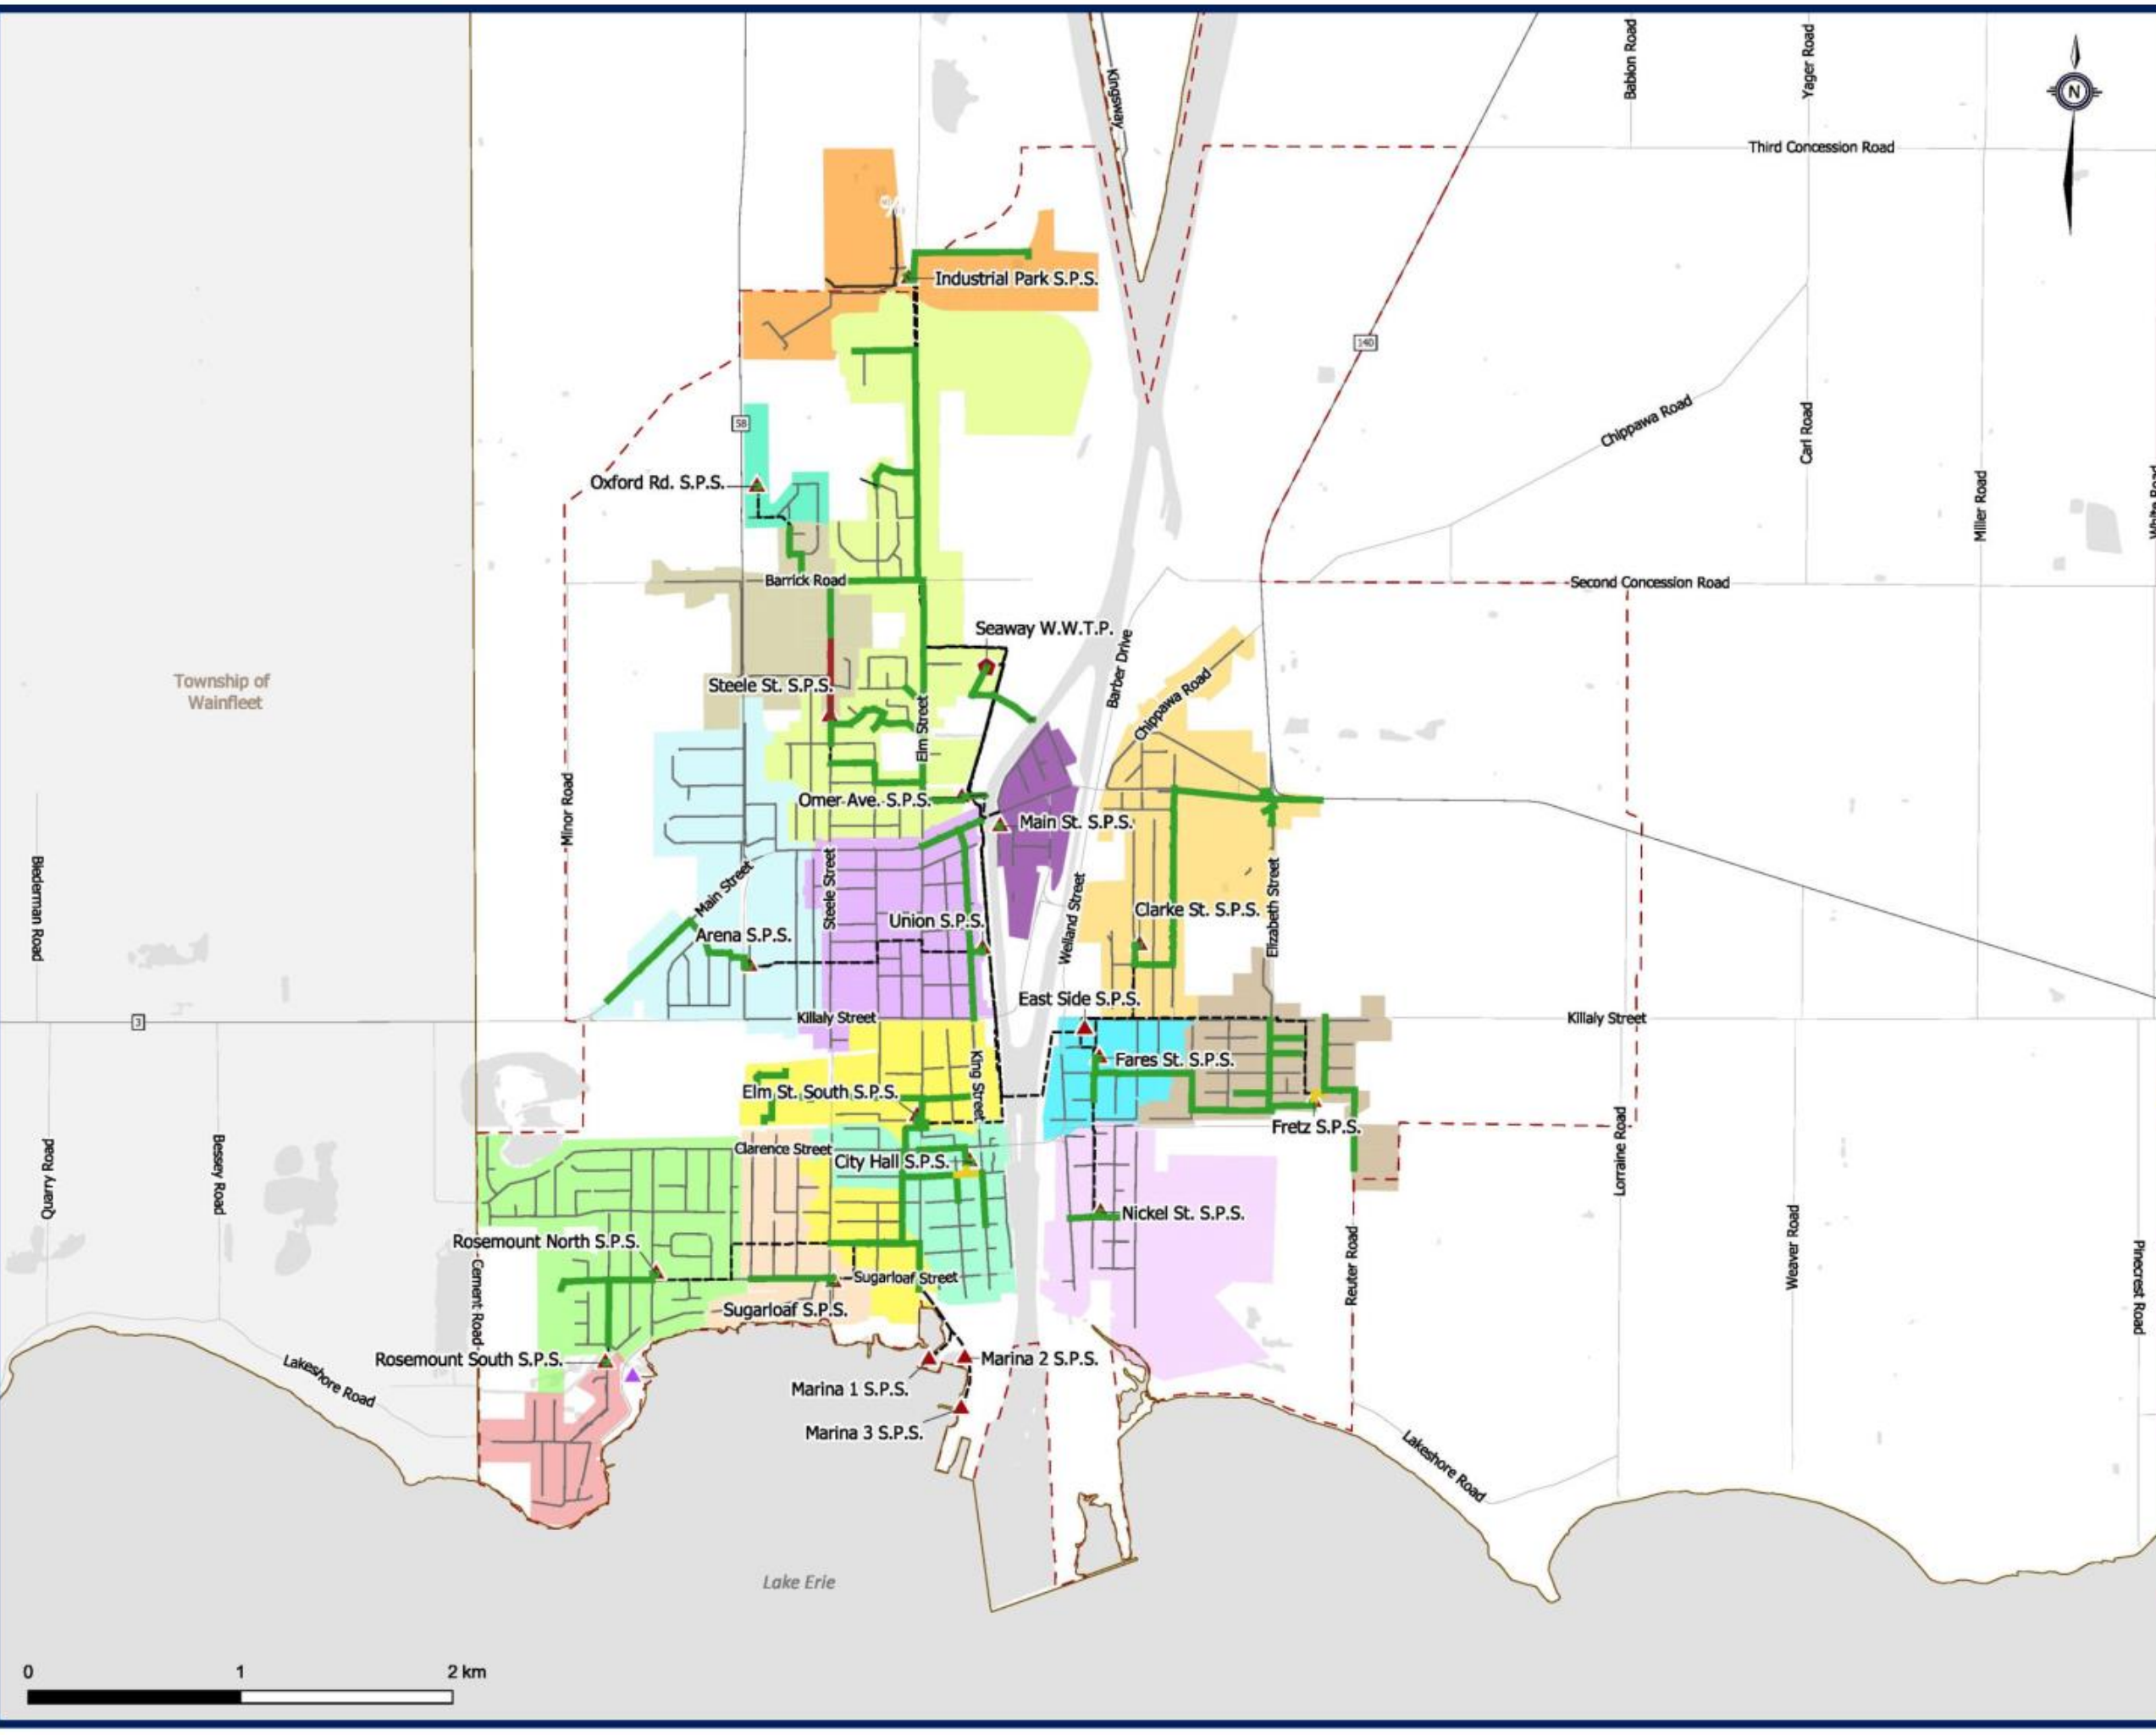 Kingsway
Babion Road
Yager Road
N
Third Concession Road
Industrial Park S.P.S.
140
58
Chippawa Road
Carl Road
Oxford Rd. S.P.S.
Miller Road
Barrick Road
Second Concession Road
Seaway W.W.T.P.
Barber Drive
Township of
Wainfleet
Steele St. S.P.S.
Chippawa Road
Elm Street
Minor Road
Omer Ave. S.P.S.
Main St. S.P.S.
Biederman Road
Main Street
Steele Street
Union S.P.S.
Welland Street
Clarke St. S.P.S.
Elizabeth Street
Arena S.P.S.
East Side S.P.S.
3
Killaly Street
Killaly Street
King Street
Fares St. S.P.S.
Elm St. South S.P.S.
Fretz S.P.S.
Lorraine Road
Quarry Road
Bessey Road
Clarence Street
City Hall S.P.S.
Nickel St. S.P.S.
Weaver Road
Pinecrest Road
Rosemount North S.P.S.
Cement Road
Reuter Road
Sugarloaf Street
Sugarloaf S.P.S.
Lakeshore Road
Rosemount South S.P.S.
Marina 2 S.P.S.
Marina 1 S.P.S.
Marina 3 S.P.S.
Lakeshore Road
Lake Erie
0 1 2 km